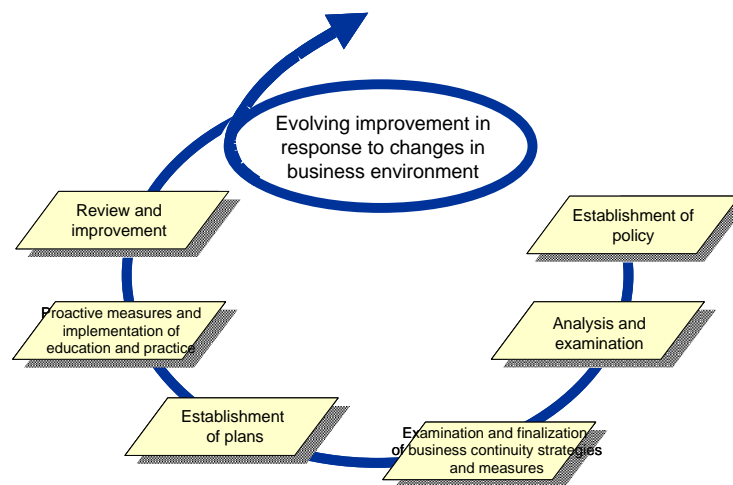 Evolving improvement in
response to changes in
business environment
Review and
improvement
Establishment of
policy
Proactive measures and
implementation of
education and practice
Analysis and
examination
Establishment
of plans
Examination and finalization
of business continuity strategies
and measures